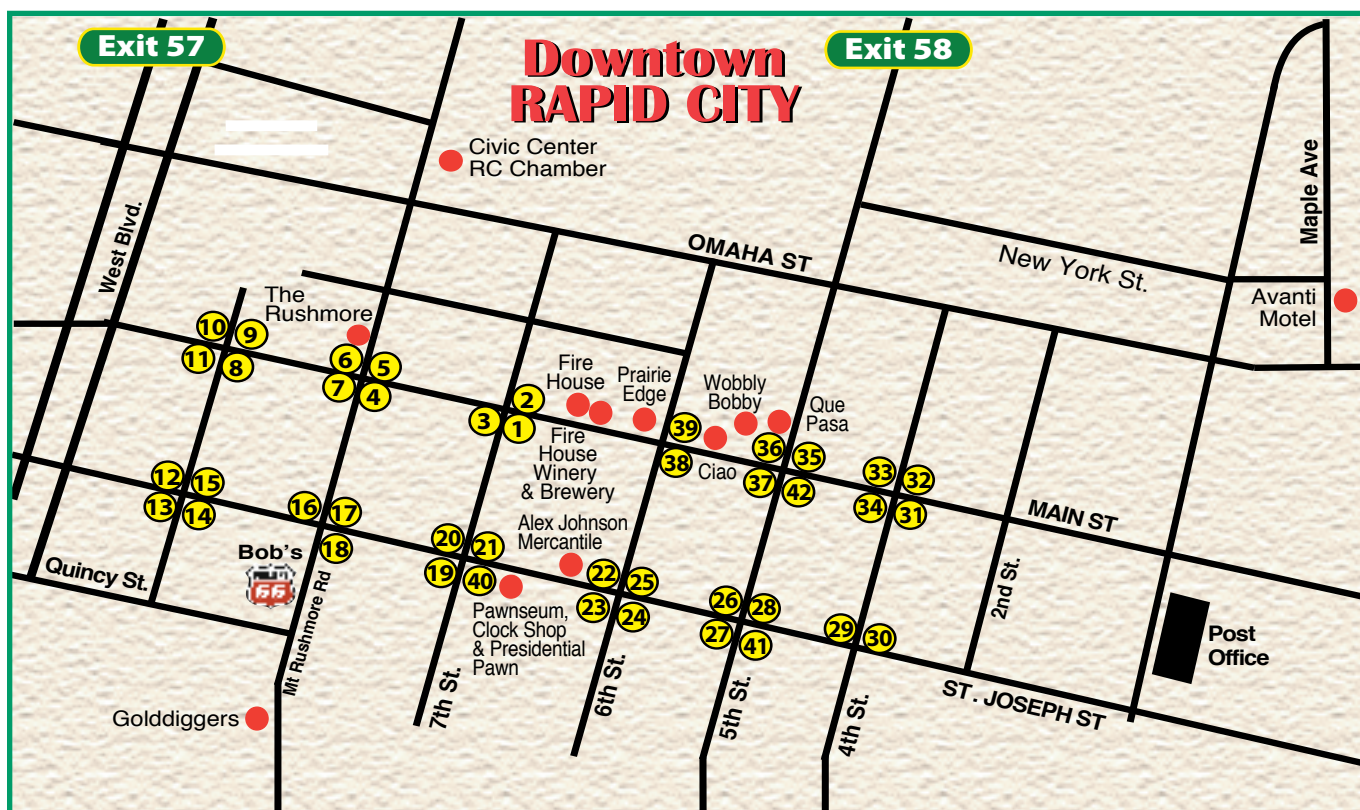 Exit 57
Downtown
RAPID CITY
Exit 58
Civic Center
RC Chamber
Maple Ave
West Blvd.
OMAHA ST
New York St.
The
Rushmore
Avanti
Motel
10
9
11
8
6
5
7
4
Fire
House
Prairie
Edge
Wobbly
Bobby
Que
Pasa
2
3
1
39
38
36
35
37
42
33
32
34
31
Ciao
Fire
House
Winery
& Brewery
MAIN ST
12
15
13
14
16
17
18
20
21
19
40
Alex Johnson
Mercantile
22
25
23
24
26
28
27
41
29
30
Bob's
66
Quincy St.
Mt Rushmore Rd
Pawnseum,
Clock Shop
& Presidential
Pawn
2nd St.
Post
Office
Golddiggers
7th St.
6th St.
5th St.
4th St.
ST. JOSEPH ST